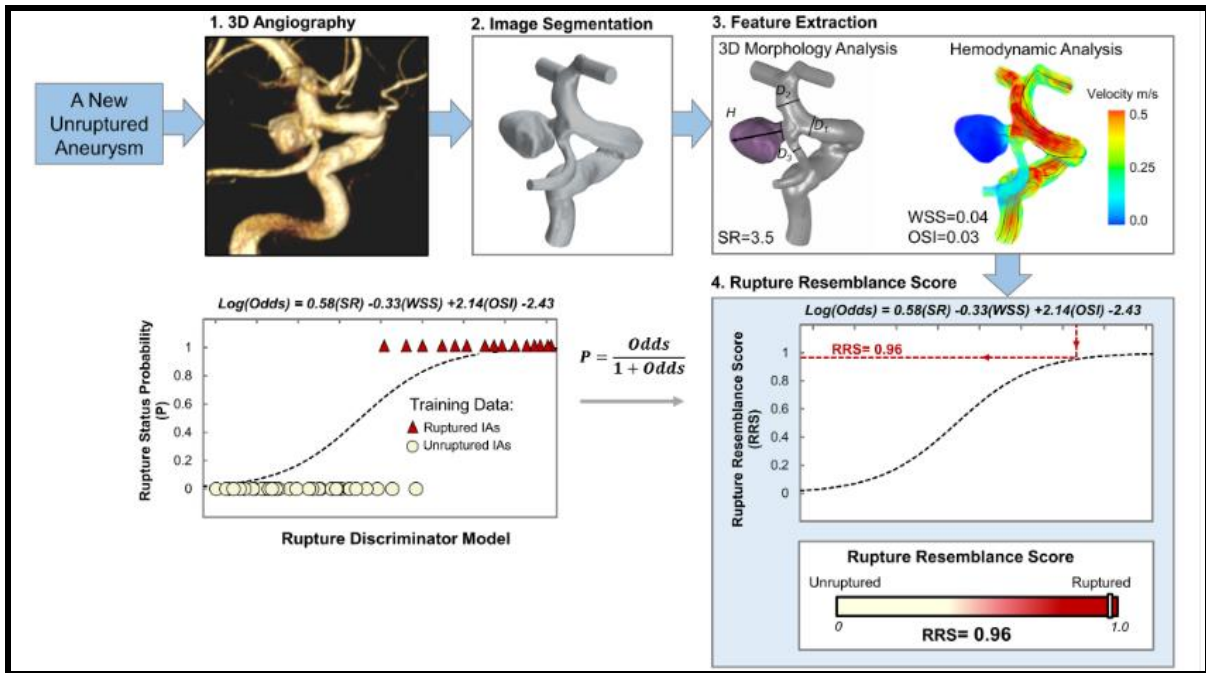 1. 3D Angiography
2. Image Segmentation
3. Feature Extraction
A New
Unruptured
Aneurysm
3D Morphology Analysis
Hemodynamic Analysis
D2
H
D1
D3
SR=3.5
Velocity m/s
0.5
0.0
WSS=0.04
OSI=0.03
Log(Odds) = 0.58(SR) -0.33(WSS) +2.14(OSI) -2.43
Rupture Status Probability
(P)
1
0.8
0.6
0.4
0.2
0
Training Data:
Ruptured IAs
Unruptured IAs
Rupture Discriminator Model
P = Odds / 1 + Odds
4. Rupture Resemblance Score
Log(Odds) = 0.58(SR) -0.33(WSS) +2.14(OSI) -2.43
Rupture Resemblance Score
(RRS)
1
0.8
0.6
0.4
0.2
0
RRS= 0.96
Rupture Resemblance Score
Unruptured
Ruptured
0
1.0
RRS= 0.96